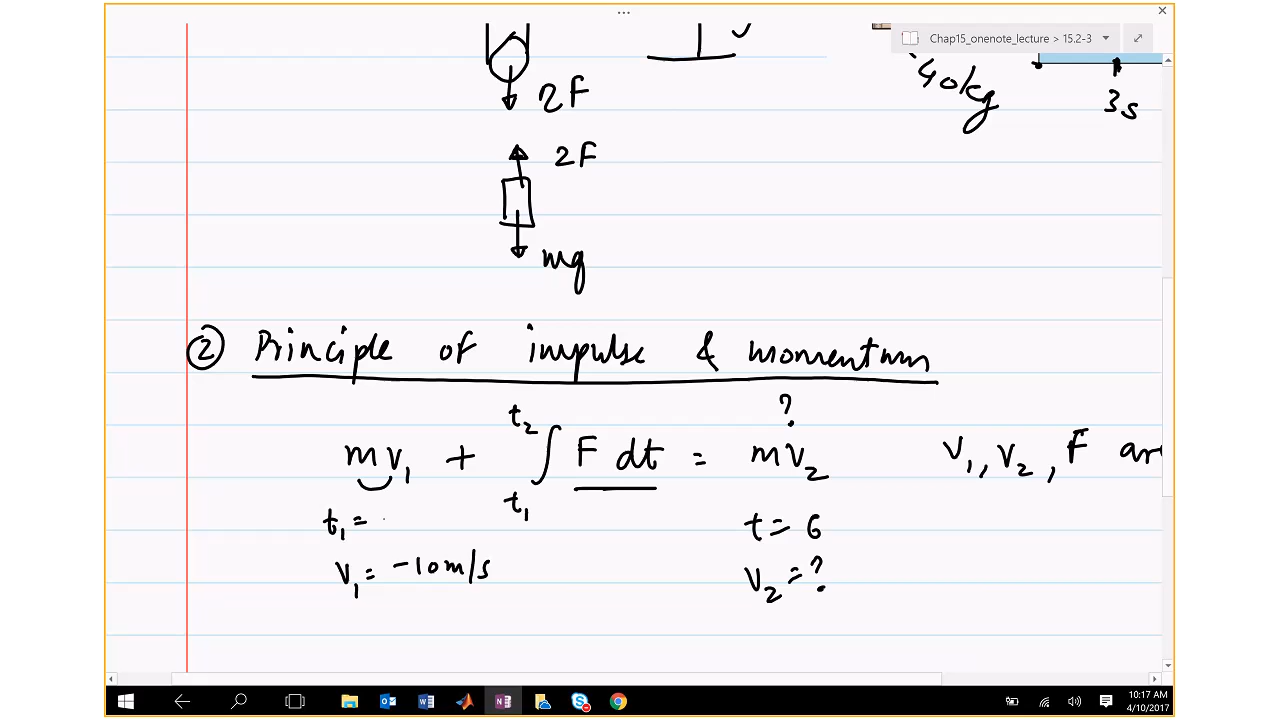 Chap15_onenote_lecture > 15.2-3
2F
40kg
3s
2F
mg
② Principle of impulse & momentum
?
t₂
mv₁ + ∫ F dt = mv₂
v₁, v₂, F
t₁
t₁ =
t = 6
v₁ = -10m/s
v₂ = ?
10:17 AM
4/10/2017